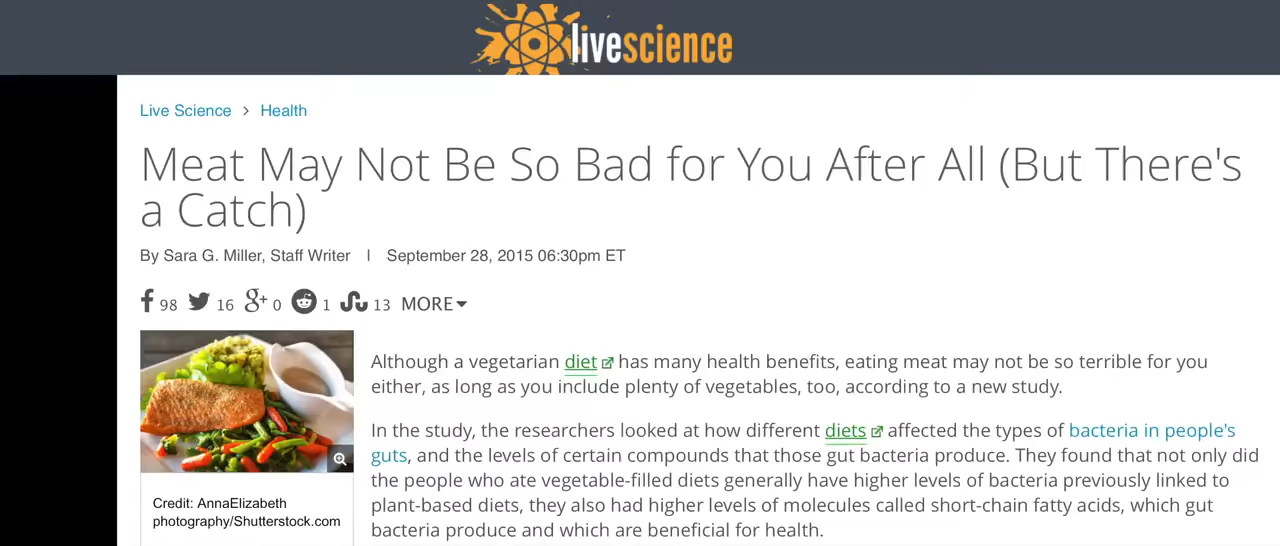 livescience
Live Science > Health
Meat May Not Be So Bad for You After All (But There's
a Catch)
By Sara G. Miller, Staff Writer | September 28, 2015 06:30pm ET
98 16 g+ 0 1 13 MORE
Although a vegetarian diet has many health benefits, eating meat may not be so terrible for you
either, as long as you include plenty of vegetables, too, according to a new study.
In the study, the researchers looked at how different diets affected the types of bacteria in people's
guts, and the levels of certain compounds that those gut bacteria produce. They found that not only did
the people who ate vegetable-filled diets generally have higher levels of bacteria previously linked to
plant-based diets, they also had higher levels of molecules called short-chain fatty acids, which gut
bacteria produce and which are beneficial for health.
Credit: AnnaElizabeth
photography/Shutterstock.com